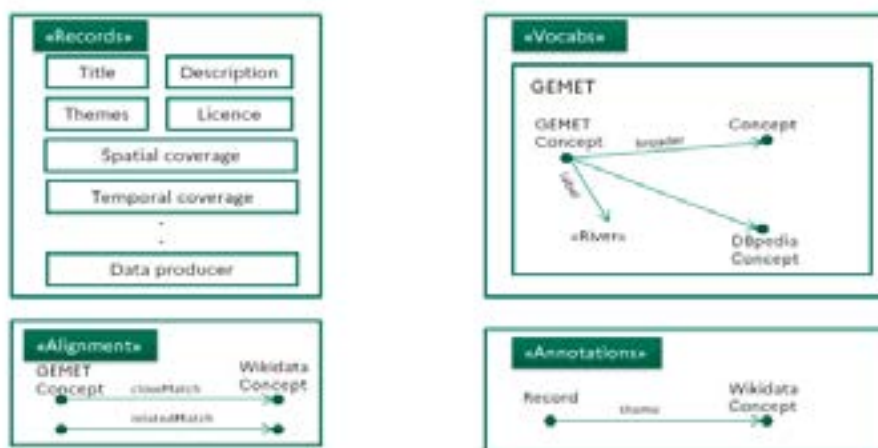 «Records»
Title
Description
Themes
Licence
Spatial coverage
Temporal coverage
.
.
Data producer
«Vocabs»
GEMET
GEMET
Concept
broader
Concept
label
«River»
DBpedia
Concept
«Alignment»
GEMET
Concept
closeMatch
Wikidata
Concept
relatedMatch
«Annotations»
Record
theme
Wikidata
Concept